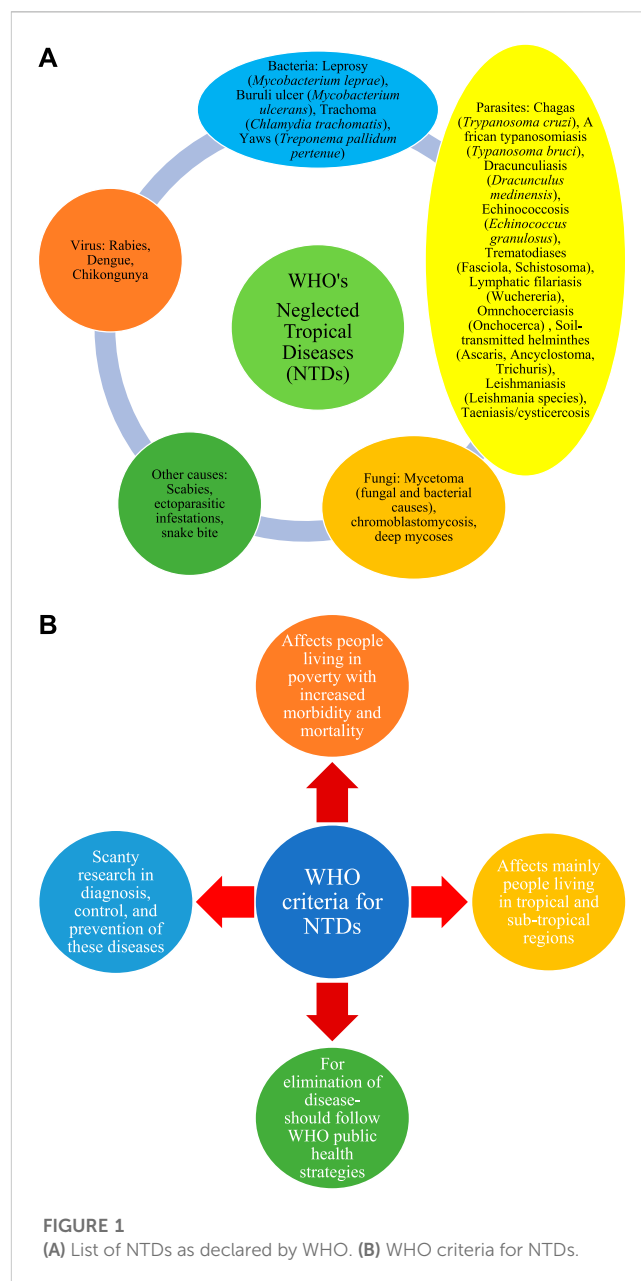 A
Bacteria: Leprosy
(Mycobacterium leprae),
Buruli ulcer (Mycobacterium
ulcerans), Trachoma
(Chlamydia trachomatis),
Yaws (Treponema pallidum
pertenue)
Parasites: Chagas
(Trypanosoma cruzi), A
frican typanosomiasis
(Typanosoma bruci),
Dracunculiasis
(Dracunculus
medinensis),
Echinococcosis
(Echinococcus
granulosus),
Trematodiases
(Fasciola, Schistosoma),
Lymphatic filariasis
(Wuchereria),
Omnchocerciasis
(Onchocerca) , Soil-
transmitted helminthes
(Ascaris, Ancyclostoma,
Trichuris),
Leishmaniasis
(Leishmania species),
Taeniasis/cysticercosis
Virus: Rabies,
Dengue,
Chikongunya
WHO's
Neglected
Tropical
Diseases
(NTDs)
Other causes:
Scabies,
ectoparasitic
infestations,
snake bite
Fungi: Mycetoma
(fungal and bacterial
causes),
chromoblastomycosis,
deep mycoses
B
Affects people
living in
poverty with
increased
morbidity and
mortality
Scanty
research in
diagnosis,
control, and
prevention of
these diseases
WHO
criteria for
NTDs
Affects mainly
people living
in tropical and
sub-tropical
regions
For
elimination of
disease-
should follow
WHO public
health
strategies
FIGURE 1
(A) List of NTDs as declared by WHO. (B) WHO criteria for NTDs.